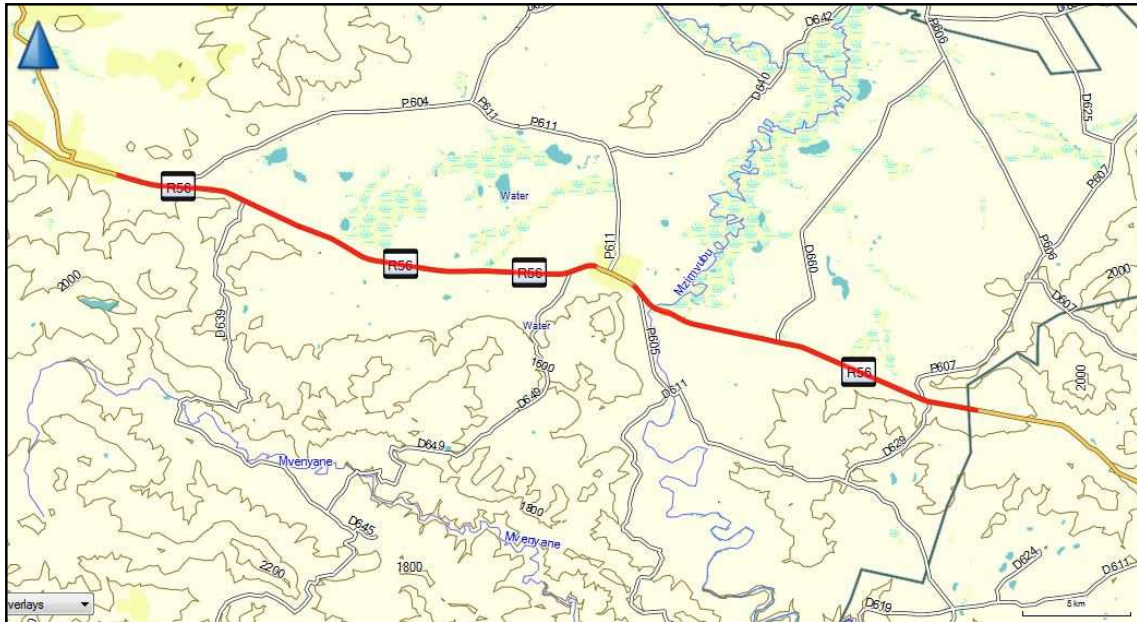 D642
P606
P604
P611
P611
D640
D625
P607
R56
Water
P611
D660
Mzimvubu
P606
R56
R56
2000
2000
D607
D639
Water
P605
1600
R56
P607
2000
D649
D611
D649
Mvenyane
D629
1800
D645
Mvenyane
2200
1800
D624
D611
verlays
D619
5 km